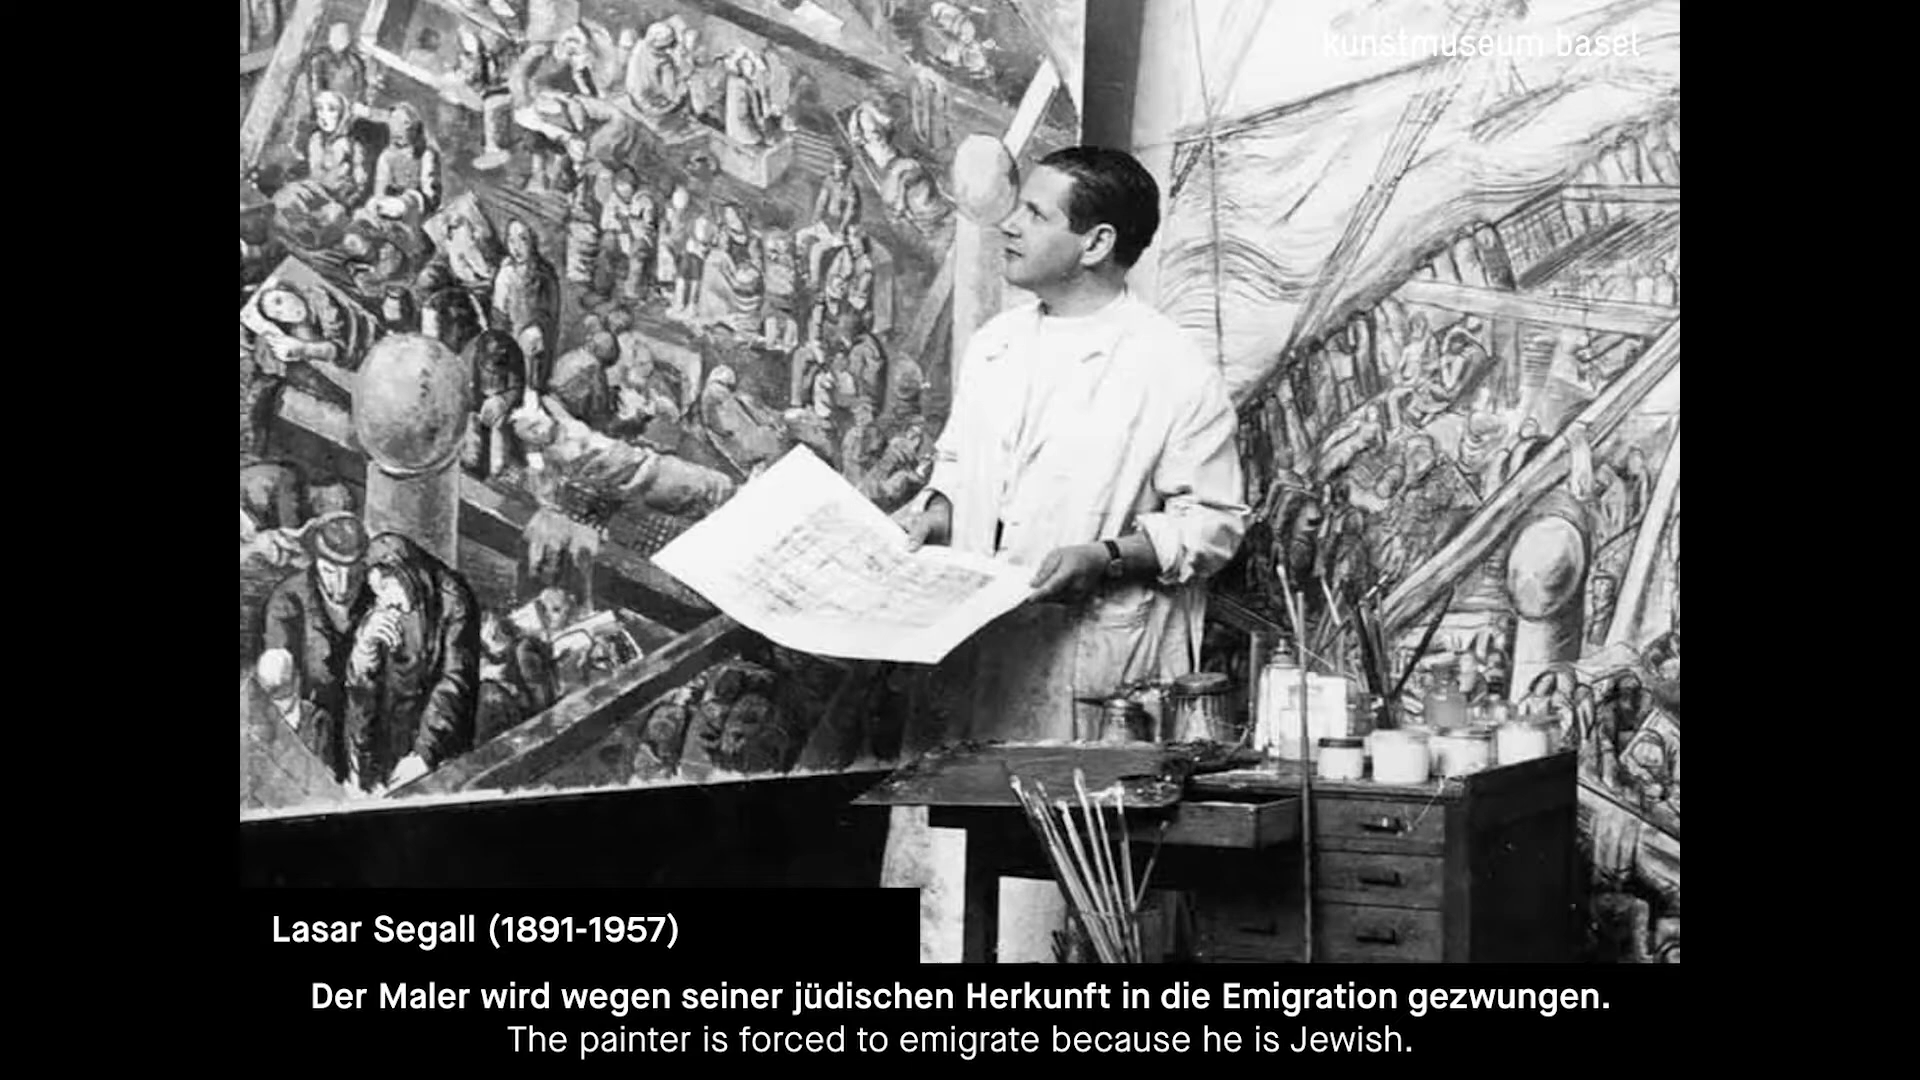 kunstmuseum basel
Lasar Segall (1891-1957)
Der Maler wird wegen seiner jüdischen Herkunft in die Emigration gezwungen.
The painter is forced to emigrate because he is Jewish.